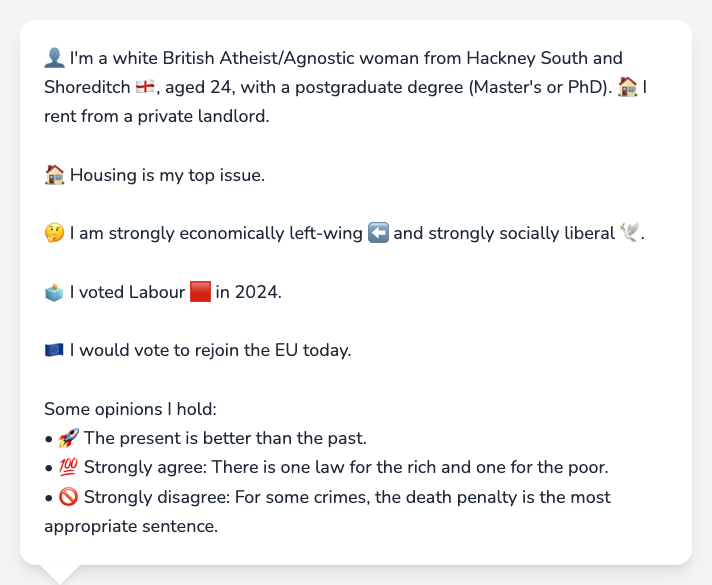 👤 I'm a white British Atheist/Agnostic woman from Hackney South and
Shoreditch 🏴󠁧󠁢󠁥󠁮󠁧󠁿, aged 24, with a postgraduate degree (Master's or PhD). 🏠 I
rent from a private landlord.
🏠 Housing is my top issue.
🤔 I am strongly economically left-wing ⬅️ and strongly socially liberal 🕊️.
🗳️ I voted Labour 🟥 in 2024.
🇪🇺 I would vote to rejoin the EU today.
Some opinions I hold:
• 🚀 The present is better than the past.
• 💯 Strongly agree: There is one law for the rich and one for the poor.
• 🚫 Strongly disagree: For some crimes, the death penalty is the most
appropriate sentence.